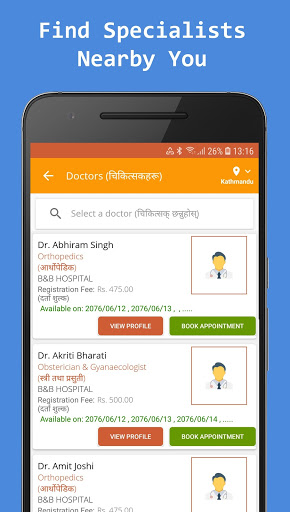 Find Specialists
Nearby You
26% 13:16
Doctors (चिकित्सकहरू)
Kathmandu
Select a doctor (चिकित्सक छन्नुहोस्)
Dr. Abhiram Singh
Orthopedics
(आर्थोपेडिक)
B&B HOSPITAL
Registration Fee: Rs. 475.00
(दर्ता शुल्क)
Available on: 2076/06/12 , 2076/06/13 , , .....
VIEW PROFILE BOOK APPOINTMENT
Dr. Akriti Bharati
Obsterician & Gyanaecologist
(स्त्री तथा प्रसुती)
B&B HOSPITAL
Registration Fee: Rs. 500.00
(दर्ता शुल्क)
Available on: 2076/06/12 , 2076/06/13 , 2076/06/14 , .....
VIEW PROFILE BOOK APPOINTMENT
Dr. Amit Joshi
Orthopedics
(आर्थोपेडिक)
B&B HOSPITAL
Registration Fee: Rs. 475.00